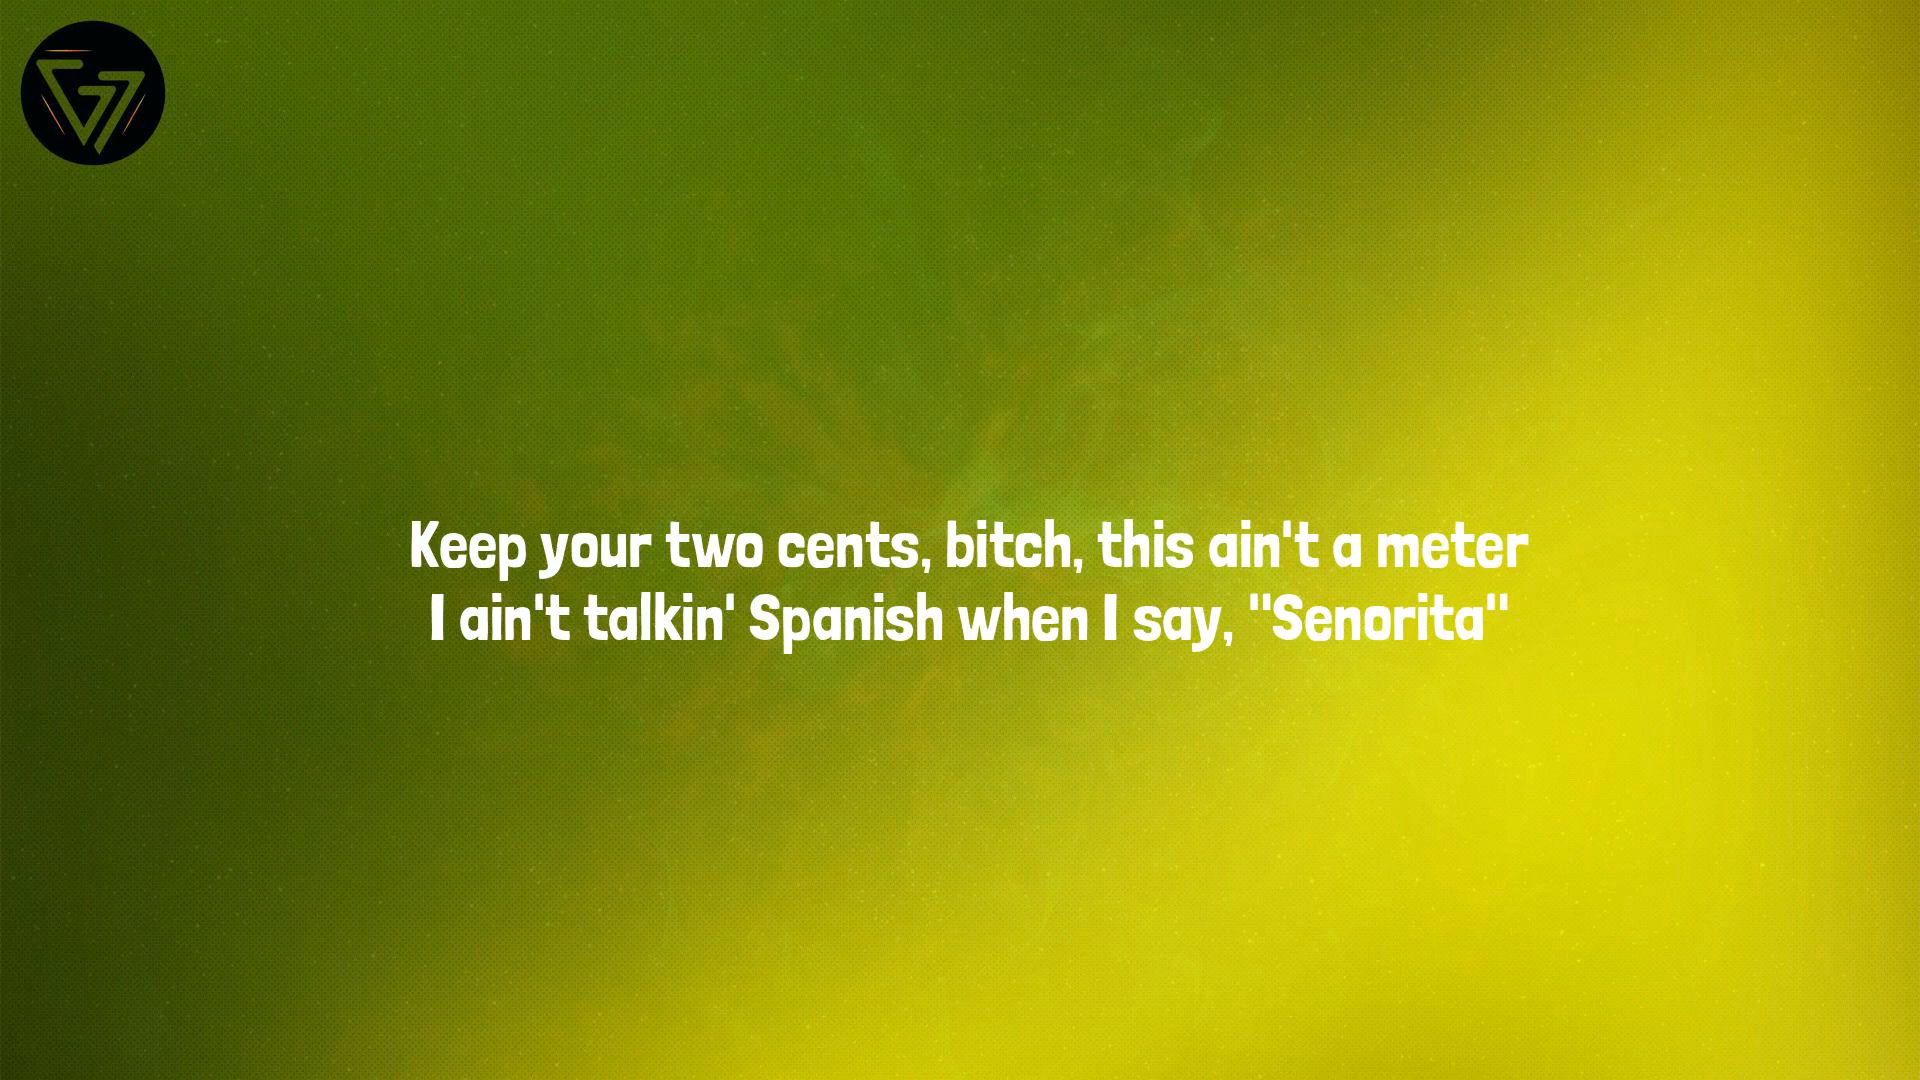 Keep your two cents, bitch, this ain't a meter
I ain't talkin' Spanish when I say, "Senorita"